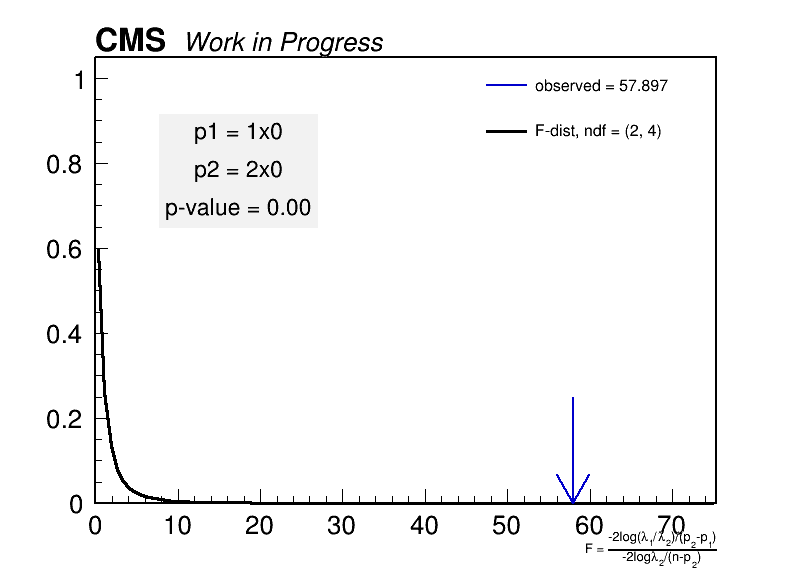 CMS Work in Progress
observed = 57.897
F-dist, ndf = (2, 4)
p1 = 1x0
p2 = 2x0
p-value = 0.00
1
0.8
0.6
0.4
0.2
0
0 10 20 30 40 50 60 70
F = -2log(λ₁/λ₂)/(p₂-p₁)
-2logλ₂/(n-p₂)